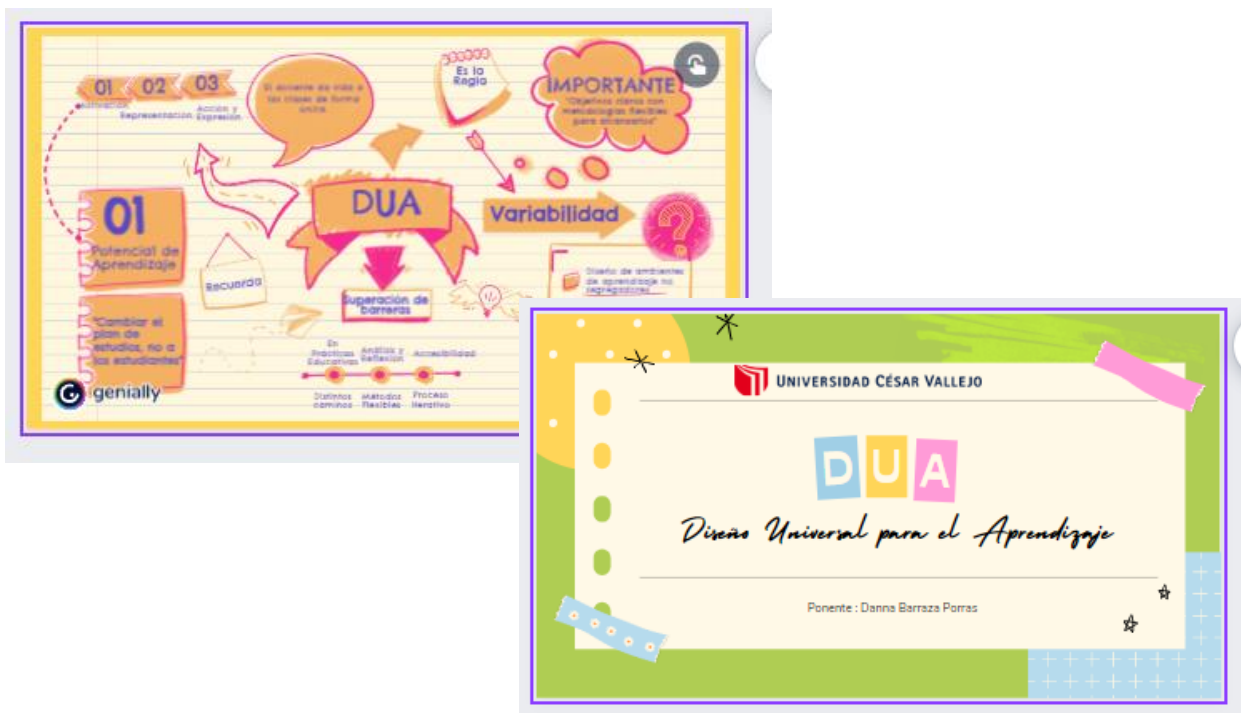 01 02 03
Motivación
Representación
Acción y
Expresión
El docente da vida a
las clases de forma
única
Es la
Regla
IMPORTANTE
"Objetivos claros con
metodologías flexibles
para alcanzarlos"
DUA
Variabilidad
?
01
Potencial de
Aprendizaje
Recuerda
Superación de
barreras
Diseño de ambientes
de aprendizaje no
segregadores
"Cambiar el
plan de
estudios, no a
los estudiantes"
En
Prácticas
Educativas
Análisis y
Reflexión
Accesibilidad
Distintos
caminos
Métodos
flexibles
Proceso
Iterativo
genially
UNIVERSIDAD CÉSAR VALLEJO
DUA
Diseño Universal para el Aprendizaje
Ponente : Danna Barraza Porras